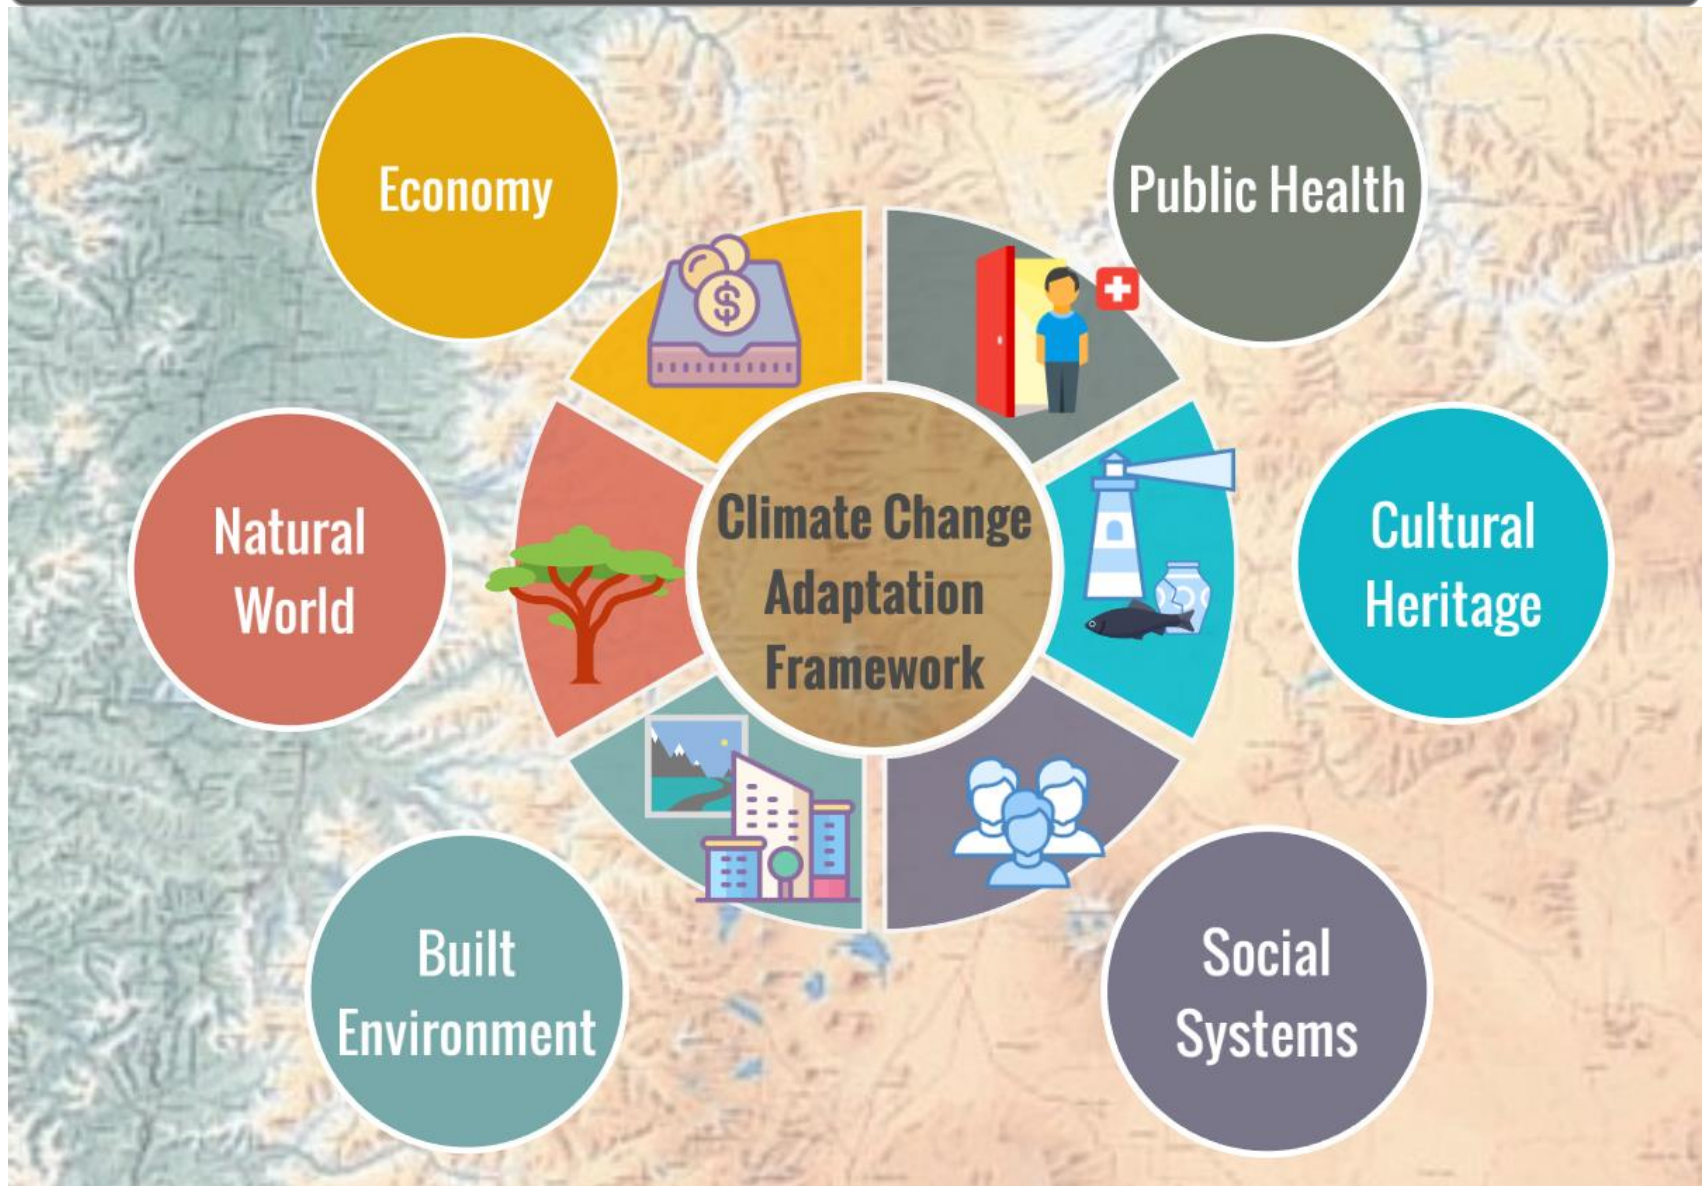 Economy
Public Health
Natural
World
Climate Change
Adaptation
Framework
Cultural
Heritage
Built
Environment
Social
Systems